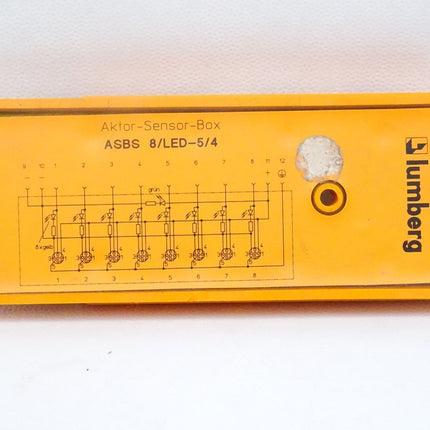 Aktor-Sensor-Box
ASBS 8/LED-5/4
9 10 1 2 3 4 5 6 7 8 11 12
grün
8xgelb
1 2 3 4 5 6 7 8
lumberg